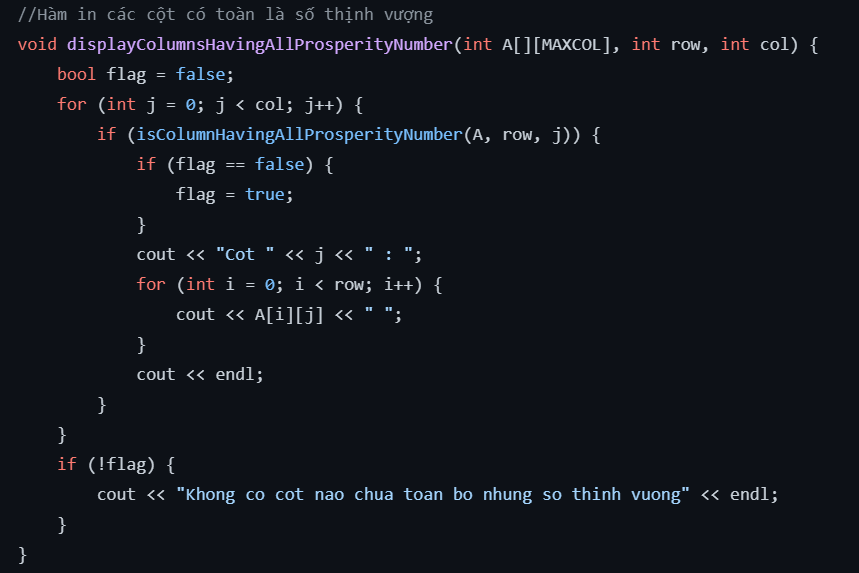 //Hàm in các cột có toàn là số thịnh vượng
void displayColumnsHavingAllProsperityNumber(int A[][MAXCOL], int row, int col) {
    bool flag = false;
    for (int j = 0; j < col; j++) {
        if (isColumnHavingAllProsperityNumber(A, row, j)) {
            if (flag == false) {
                flag = true;
            }
            cout << "Cot " << j << " : ";
            for (int i = 0; i < row; i++) {
                cout << A[i][j] << " ";
            }
            cout << endl;
        }
    }
    if (!flag) {
        cout << "Khong co cot nao chua toan bo nhung so thinh vuong" << endl;
    }
}